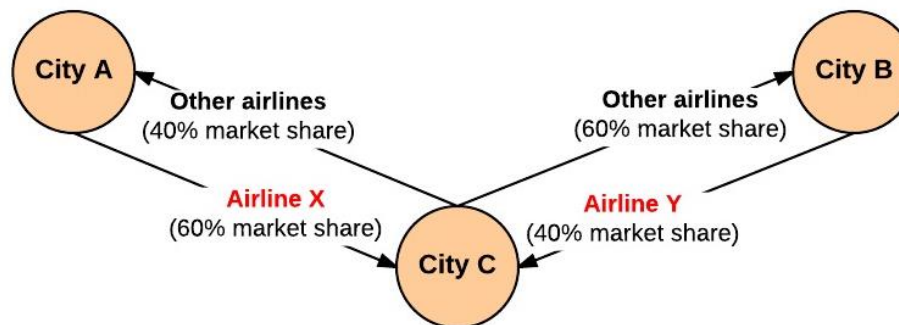 City A
City B
Other airlines
(40% market share)
Other airlines
(60% market share)
Airline X
(60% market share)
Airline Y
(40% market share)
City C